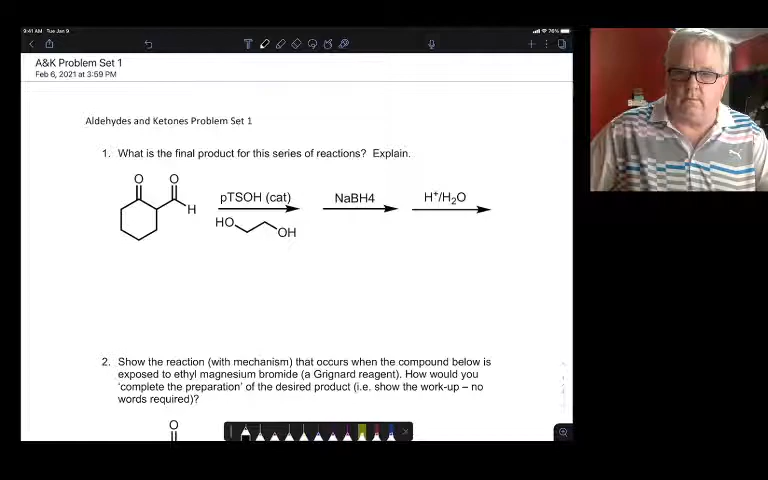 9:41 AM Tue Jan 9
76%
A&K Problem Set 1
Feb 6, 2021 at 3:59 PM
Aldehydes and Ketones Problem Set 1
1. What is the final product for this series of reactions? Explain.
O O
H
pTSOH (cat)
HO
OH
NaBH4
H+/H2O
2. Show the reaction (with mechanism) that occurs when the compound below is
exposed to ethyl magnesium bromide (a Grignard reagent). How would you
‘complete the preparation’ of the desired product (i.e. show the work-up – no
words required)?
O